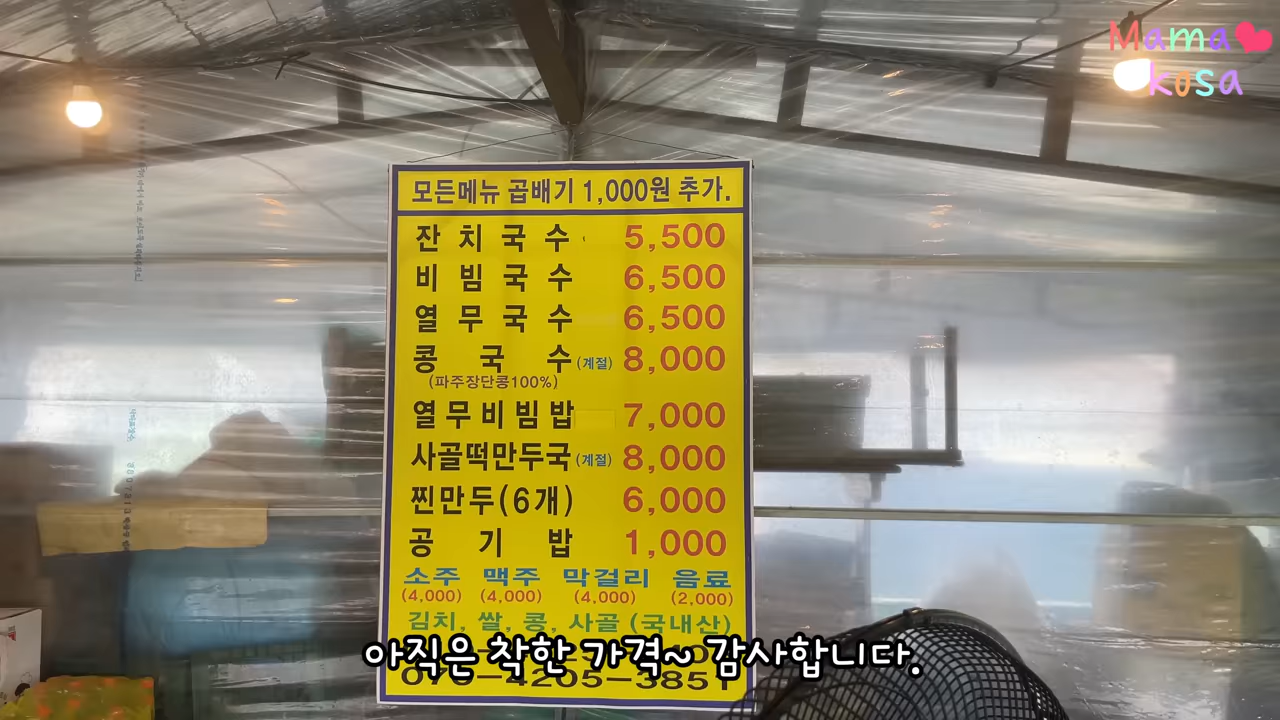 Mama
kosa
모든메뉴 곱배기 1,000원 추가.
잔치국수 5,500
비빔국수 6,500
열무국수 6,500
콩국수(계절) 8,000
(파주장단콩100%)
열무비빔밥 7,000
사골떡만두국(계절) 8,000
찐만두(6개) 6,000
공기밥 1,000
소주 맥주 막걸리 음료
(4,000) (4,000) (4,000) (2,000)
김치, 쌀, 콩, 사골 (국내산)
아직은 착한 가격~ 감사합니다.
070-4205-3851